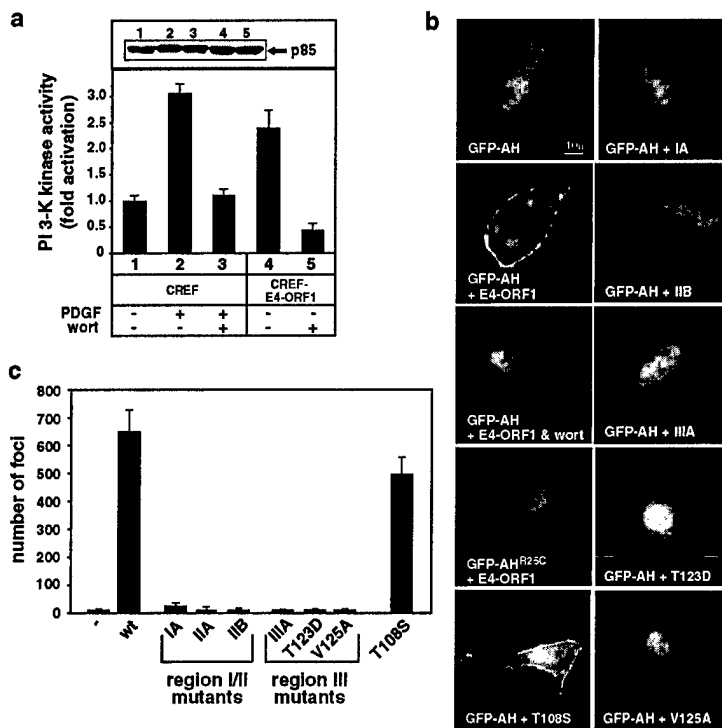 a
1 2 3 4 5
p85
PI 3-K kinase activity
(fold activation)
3.0
2.5
2.0
1.5
1.0
0.5
0
1 2 3 4 5
CREF
CREF-
E4-ORF1
PDGF - + + - -
wort - - + - +
b
GFP-AH
10μ
GFP-AH + IA
GFP-AH
+ E4-ORF1
GFP-AH + IIB
GFP-AH
+ E4-ORF1 & wort
GFP-AH + IIIA
GFP-AHR25C
+ E4-ORF1
GFP-AH + T123D
GFP-AH + T108S
GFP-AH + V125A
c
number of foci
800
700
600
500
400
300
200
100
0
- wt IA IIA IIB IIIA T123D V125A T108S
region I/II
mutants
region III
mutants